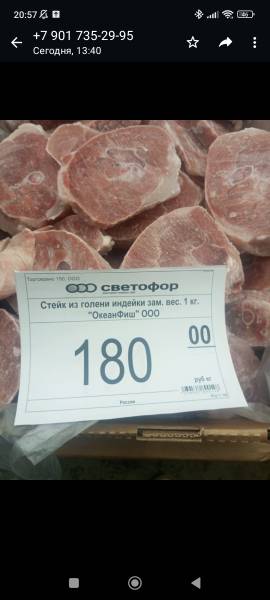 20:57
46
+7 901 735-29-95
Сегодня, 13:40
светофор
Стейк из голени индейки зам. вес. 1 кг.
"ОкеанФиш" ООО
180 00
руб кг
Россия